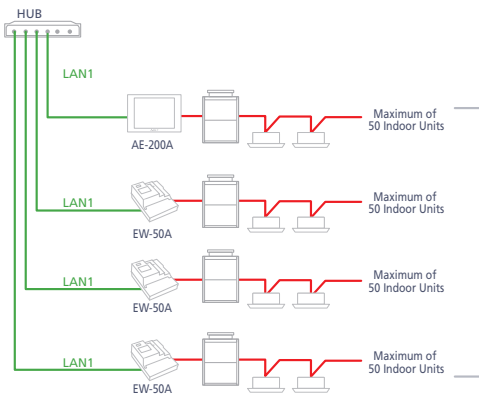 HUB
LAN1
AE-200A
Maximum of
50 Indoor Units
LAN1
EW-50A
Maximum of
50 Indoor Units
LAN1
EW-50A
Maximum of
50 Indoor Units
LAN1
EW-50A
Maximum of
50 Indoor Units